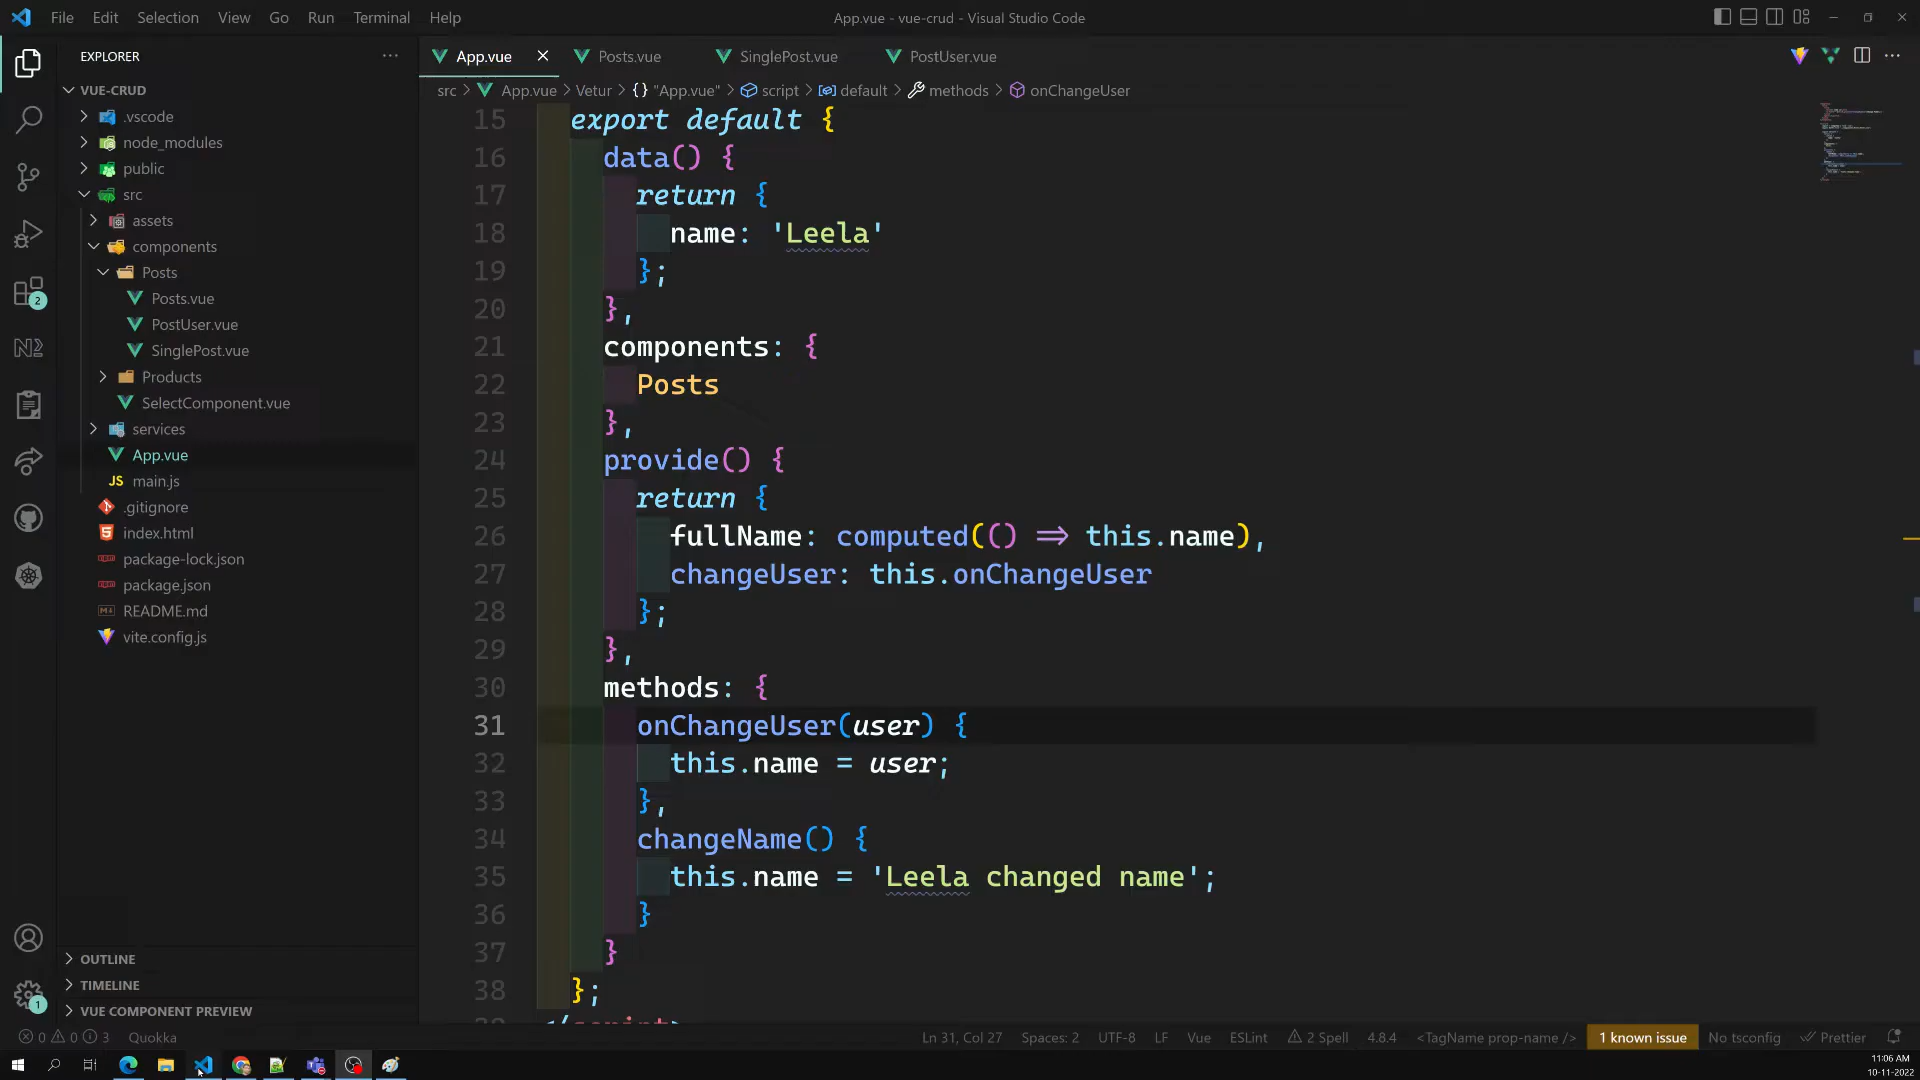 File Edit Selection View Go Run Terminal Help
App.vue - vue-crud - Visual Studio Code
EXPLORER
VUE-CRUD
.vscode
node_modules
public
src
assets
components
Posts
Posts.vue
PostUser.vue
SinglePost.vue
Products
SelectComponent.vue
services
App.vue
JS main.js
.gitignore
index.html
package-lock.json
package.json
README.md
vite.config.js
OUTLINE
TIMELINE
VUE COMPONENT PREVIEW
2
1
App.vue Posts.vue SinglePost.vue PostUser.vue
src > App.vue > Vetur > {} "App.vue" > script > default > methods > onChangeUser
15 export default {
16 data() {
17 return {
18 name: 'Leela'
19 };
20 },
21 components: {
22 Posts
23 },
24 provide() {
25 return {
26 fullName: computed(() => this.name),
27 changeUser: this.onChangeUser
28 };
29 },
30 methods: {
31 onChangeUser(user) {
32 this.name = user;
33 },
34 changeName() {
35 this.name = 'Leela changed name';
36 }
37 }
38 };
0 0 3 Quokka
Ln 31, Col 27 Spaces: 2 UTF-8 LF Vue ESLint 2 Spell 4.8.4 <TagName prop-name /> 1 known issue No tsconfig Prettier
11:06 AM
10-11-2022